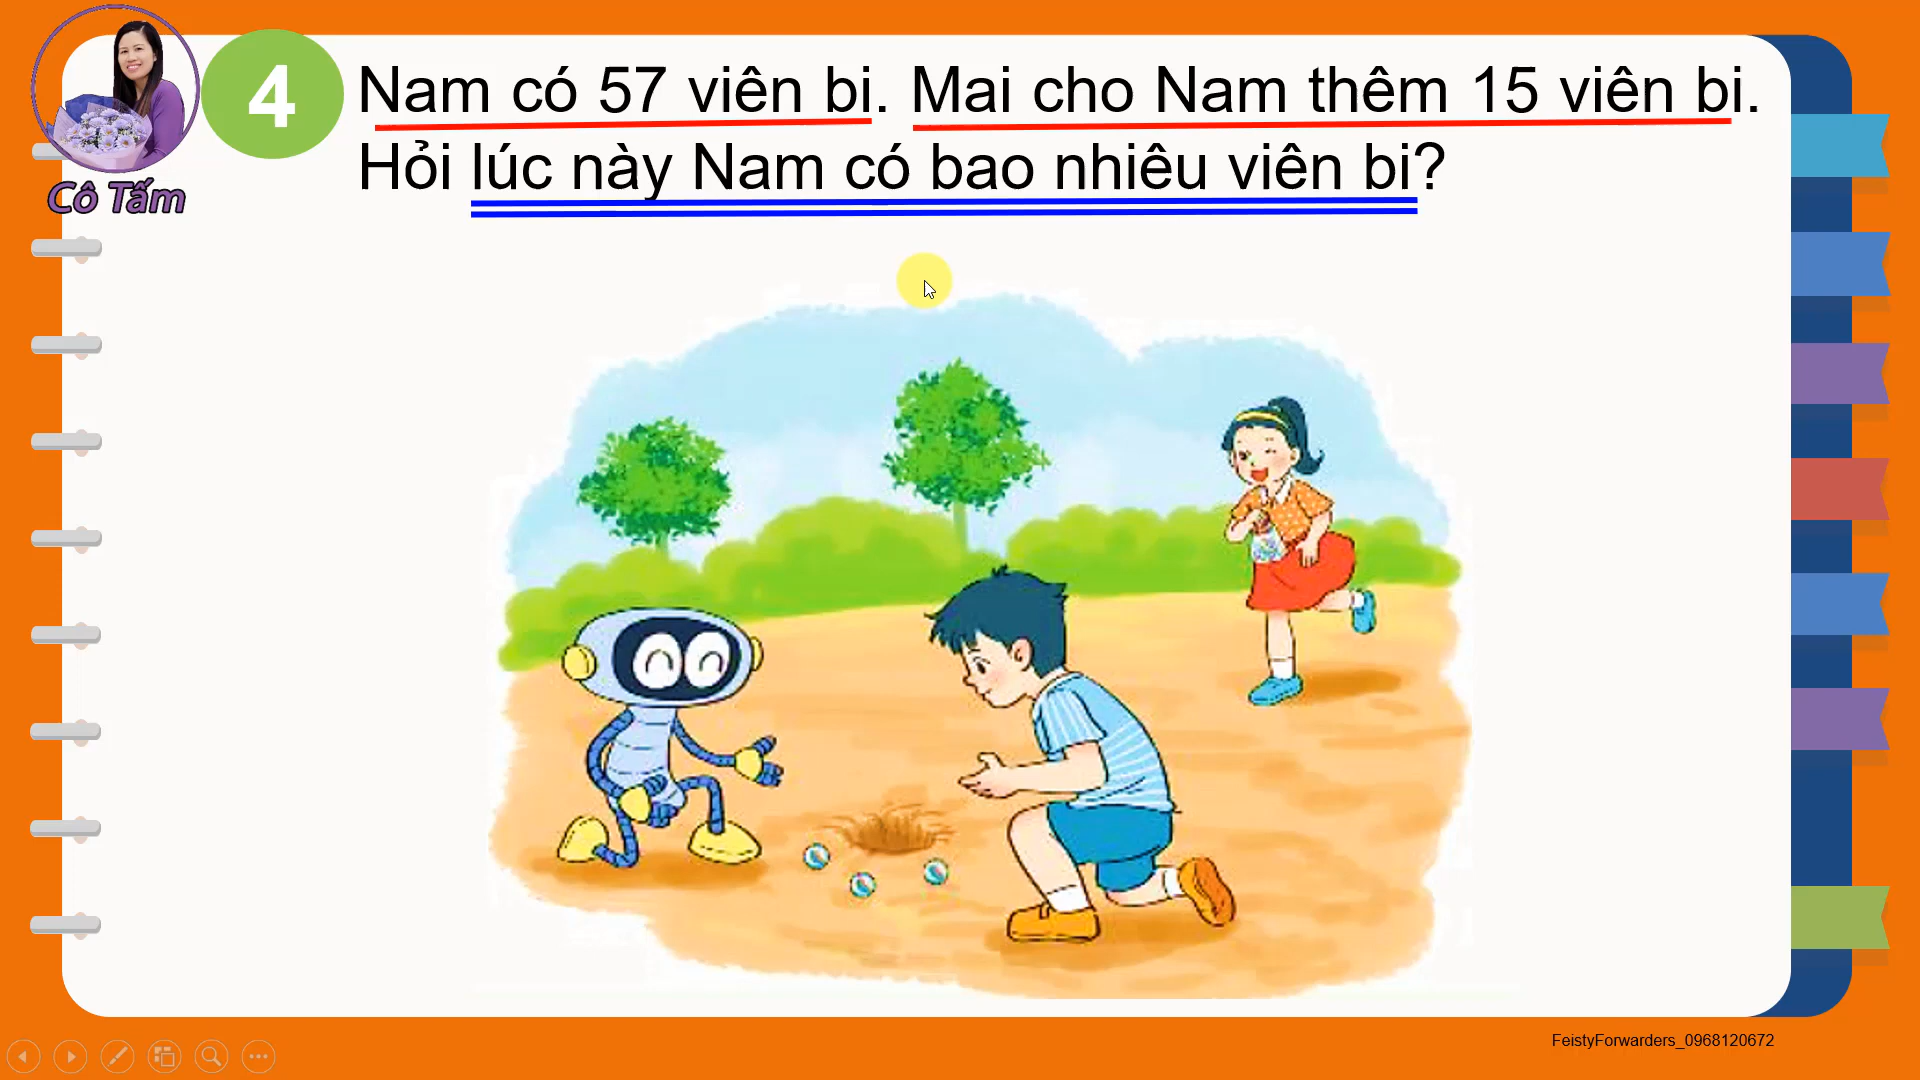 4
Nam có 57 viên bi. Mai cho Nam thêm 15 viên bi.
Hỏi lúc này Nam có bao nhiêu viên bi?
Cô Tấm
FeistyForwarders_0968120672